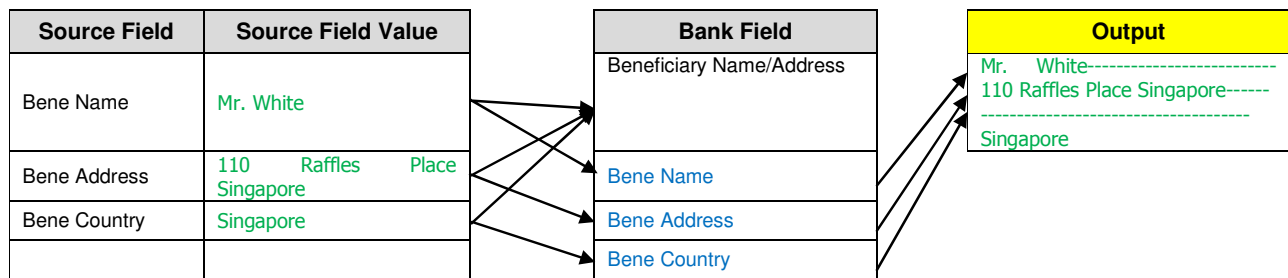 Source Field Source Field Value Bank Field Output
Bene Name Mr. White Beneficiary Name/Address Mr. White--------------------------
110 Raffles Place Singapore------
-------------------------------------
Singapore
Bene Address 110 Raffles Place
Singapore Bene Name
Bene Country Singapore Bene Address
Bene Country